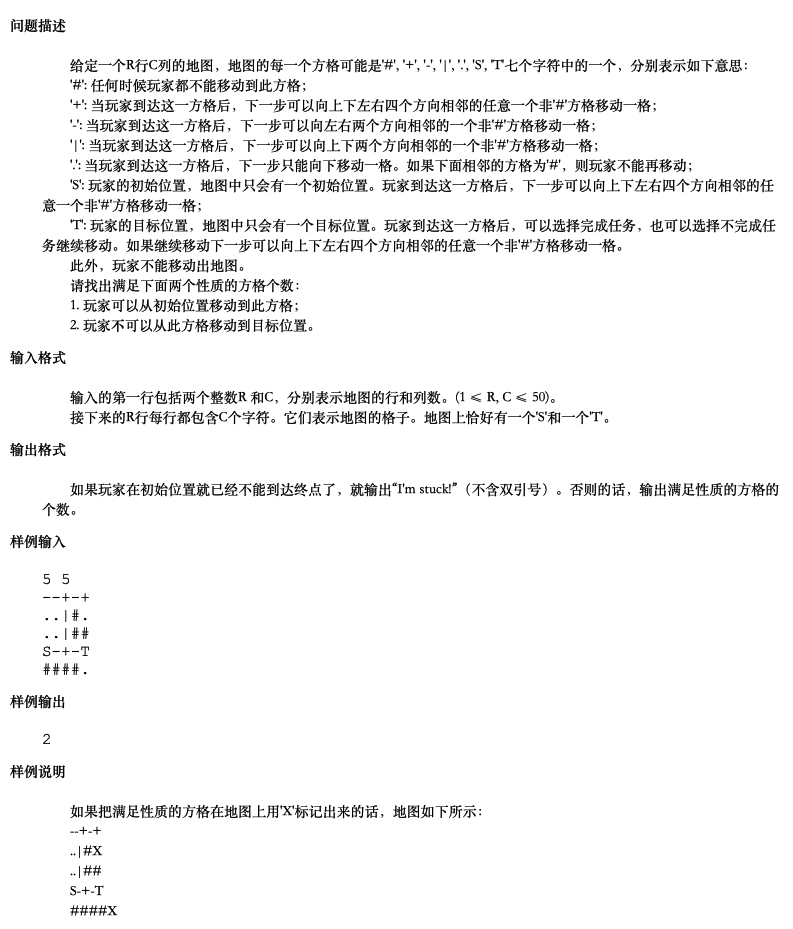 问题描述
给定一个R行C列的地图，地图的每一个方格可能是'#', '+', '-', '|', '.', 'S', 'T'七个字符中的一个，分别表示如下意思：
'#': 任何时候玩家都不能移动到此方格；
'+': 当玩家到达这一方格后，下一步可以向上下左右四个方向相邻的任意一个非'#'方格移动一格；
'-': 当玩家到达这一方格后，下一步可以向左右两个方向相邻的一个非'#'方格移动一格；
'|': 当玩家到达这一方格后，下一步可以向上下两个方向相邻的一个非'#'方格移动一格；
'.': 当玩家到达这一方格后，下一步只能向下移动一格。如果下面相邻的方格为'#'，则玩家不能再移动；
'S': 玩家的初始位置，地图中只会有一个初始位置。玩家到达这一方格后，下一步可以向上下左右四个方向相邻的任
意一个非'#'方格移动一格；
'T': 玩家的目标位置，地图中只会有一个目标位置。玩家到达这一方格后，可以选择完成任务，也可以选择不完成任
务继续移动。如果继续移动下一步可以向上下左右四个方向相邻的任意一个非'#'方格移动一格。
此外，玩家不能移动出地图。
请找出满足下面两个性质的方格个数：
1. 玩家可以从初始位置移动到此方格；
2. 玩家不可以从此方格移动到目标位置。
输入格式
输入的第一行包括两个整数R 和C，分别表示地图的行和列数。(1 ≤ R, C ≤ 50)。
接下来的R行每行都包含C个字符。它们表示地图的格子。地图上恰好有一个'S'和一个'T'。
输出格式
如果玩家在初始位置就已经不能到达终点了，就输出“I'm stuck!”（不含双引号）。否则的话，输出满足性质的方格的
个数。
样例输入
5 5
--+-+
..|#.
..|##
S-+-T
####.
样例输出
2
样例说明
如果把满足性质的方格在地图上用'X'标记出来的话，地图如下所示：
--+-+
..|#X
..|##
S-+-T
####X